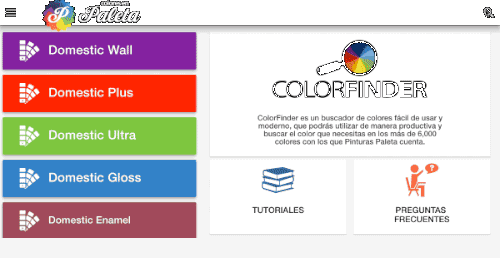 Paleta
Domestic Wall
Domestic Plus
Domestic Ultra
Domestic Gloss
Domestic Enamel
COLORFINDER
ColorFinder es un buscador de colores fácil de usar y
moderno, que podrás utilizar de manera productiva y
buscar el color que necesitas en los más de 6,000
colores con los que Pinturas Paleta cuenta.
TUTORIALES
PREGUNTAS
FRECUENTES